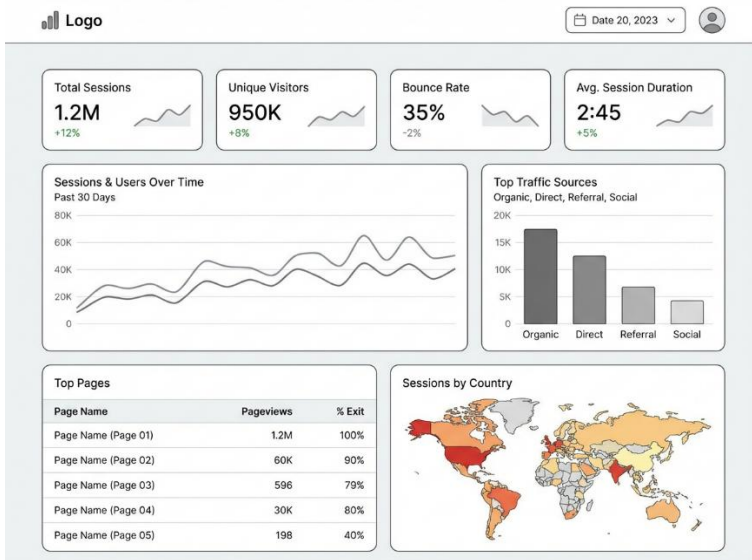 Logo
Date 20, 2023
Total Sessions
1.2M
+12%
Unique Visitors
950K
+8%
Bounce Rate
35%
-2%
Avg. Session Duration
2:45
+5%
Sessions & Users Over Time
Past 30 Days
80K
60K
40K
20K
0
Top Traffic Sources
Organic, Direct, Referral, Social
20K
15K
10K
5K
0
Organic Direct Referral Social
Top Pages
Page Name Pageviews % Exit
Page Name (Page 01) 1.2M 100%
Page Name (Page 02) 60K 90%
Page Name (Page 03) 596 79%
Page Name (Page 04) 30K 80%
Page Name (Page 05) 198 40%
Sessions by Country